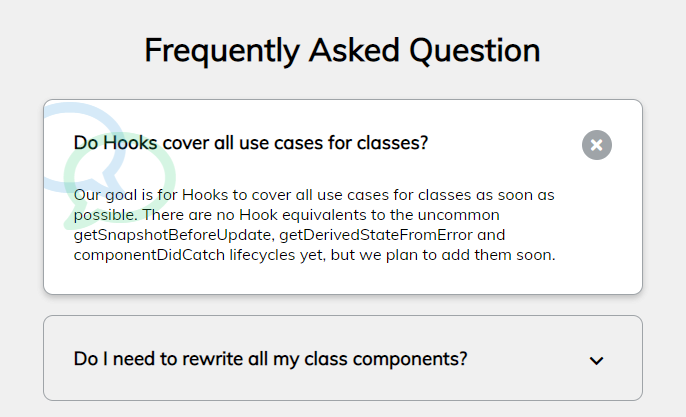 Frequently Asked Question
Do Hooks cover all use cases for classes?
Our goal is for Hooks to cover all use cases for classes as soon as
possible. There are no Hook equivalents to the uncommon
getSnapshotBeforeUpdate, getDerivedStateFromError and
componentDidCatch lifecycles yet, but we plan to add them soon.
Do I need to rewrite all my class components?